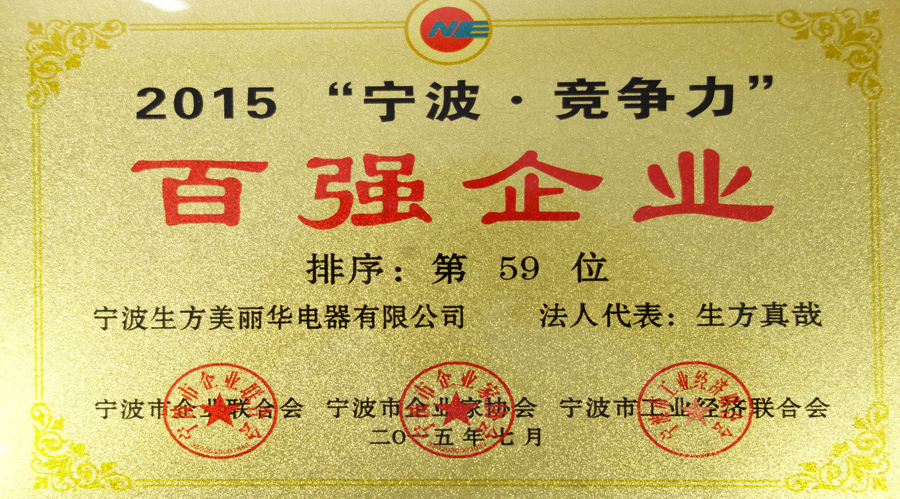 NE
2015 “宁波·竞争力”
百强企业
排序：第 59 位
宁波生方美丽华电器有限公司 法人代表：生方真哉
宁波市企业联合会 宁波市企业家协会 宁波市工业经济联合会
二〇一五年七月